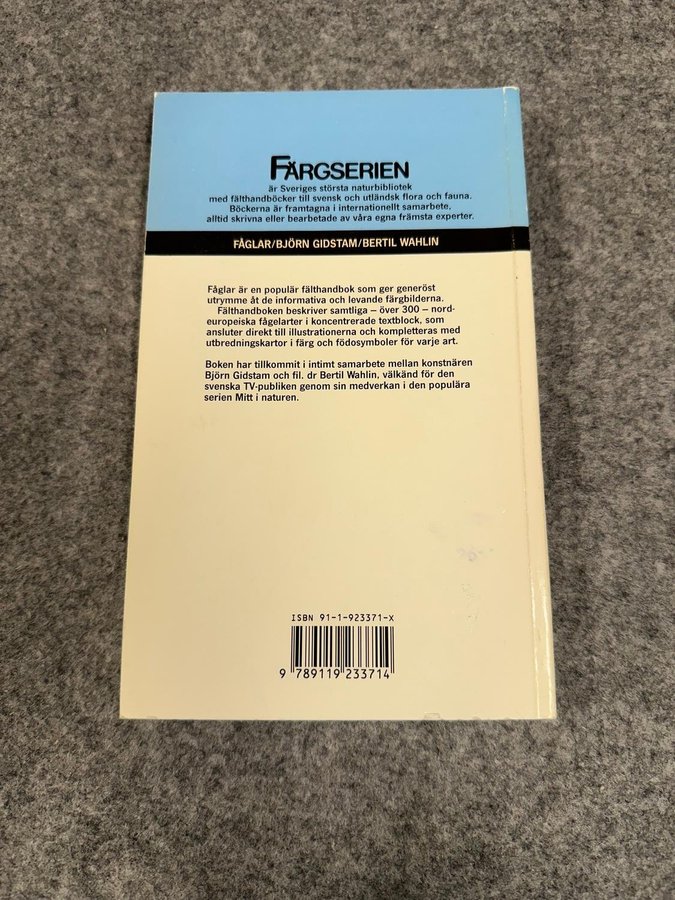 FÄRGSERIEN
är Sveriges största naturbibliotek
med fälthandböcker till svensk och utländsk flora och fauna.
Böckerna är framtagna i internationellt samarbete,
alltid skrivna eller bearbetade av våra egna främsta experter.
FÅGLAR/BJÖRN GIDSTAM/BERTIL WAHLIN
Fåglar är en populär fälthandbok som ger generöst
utrymme åt de informativa och levande färgbilderna.
Fälthandboken beskriver samtliga – över 300 – nord-
europeiska fågelarter i koncentrerade textblock, som
ansluter direkt till illustrationerna och kompletteras med
utbredningskartor i färg och födosymboler för varje art.
Boken har tillkommit i intimt samarbete mellan konstnären
Björn Gidstam och fil. dr Bertil Wahlin, välkänd för den
svenska TV-publiken genom sin medverkan i den populära
serien Mitt i naturen.
ISBN 91-1-923371-X
9 789119 233714